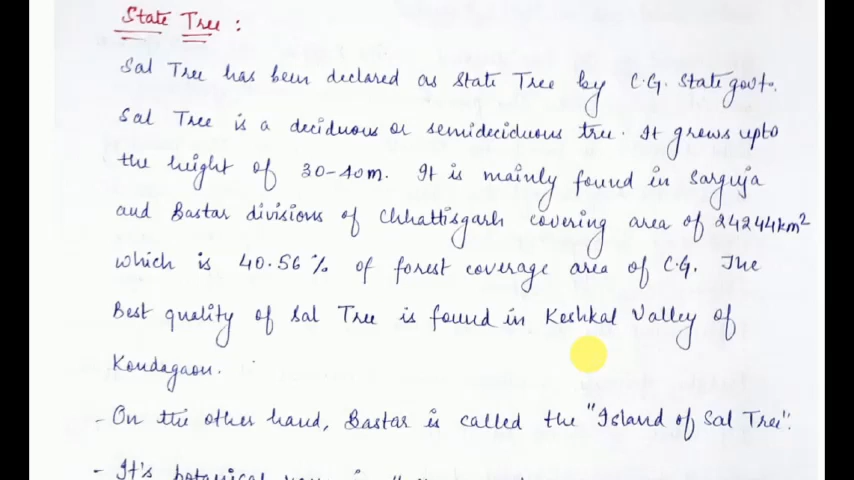 State Tree :
Sal Tree has been declared as State Tree by C.G. State govt.
Sal Tree is a deciduous or semideciduous tree. It grows upto
the height of 30-40m. It is mainly found in Sarguja
and Bastar divisions of Chhattisgarh covering area of 24244km²
which is 40.56% of forest coverage area of C.G. The
Best quality of Sal Tree is found in Keshkal Valley of
Kondagaon.
- On the other hand, Bastar is called the "Island of Sal Tree".
- It's botanical